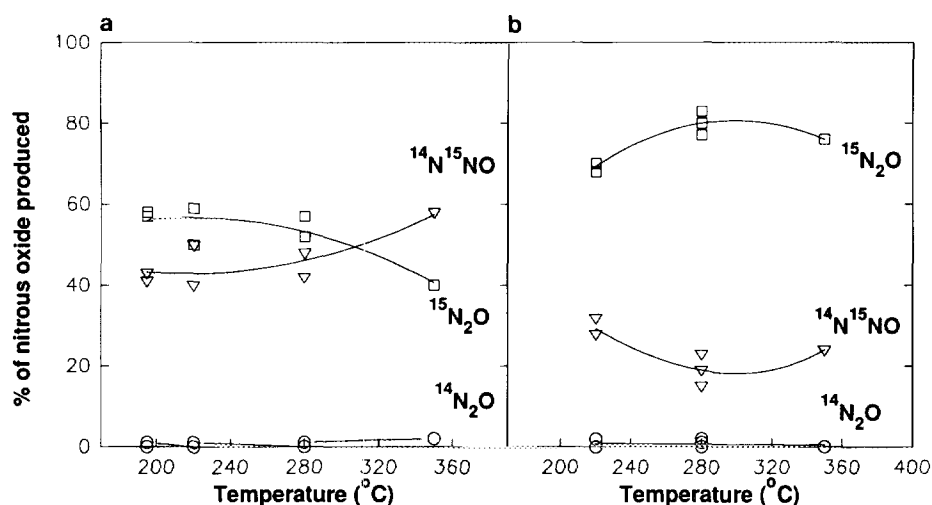 a
b
% of nitrous oxide produced
100
80
60
40
20
0
¹⁴N¹⁵NO
¹⁵N₂O
¹⁴N₂O
200 240 280 320 360
Temperature (°C)
¹⁵N₂O
¹⁴N¹⁵NO
¹⁴N₂O
200 240 280 320 360 400
Temperature (°C)